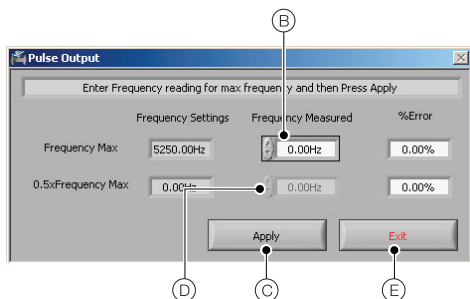 B
Pulse Output
Enter Frequency reading for max frequency and then Press Apply
Frequency Settings Frequency Measured %Error
Frequency Max 5250.00Hz 0.00Hz 0.00%
0.5xFrequency Max 0.00Hz 0.00Hz 0.00%
Apply Exit
D C E